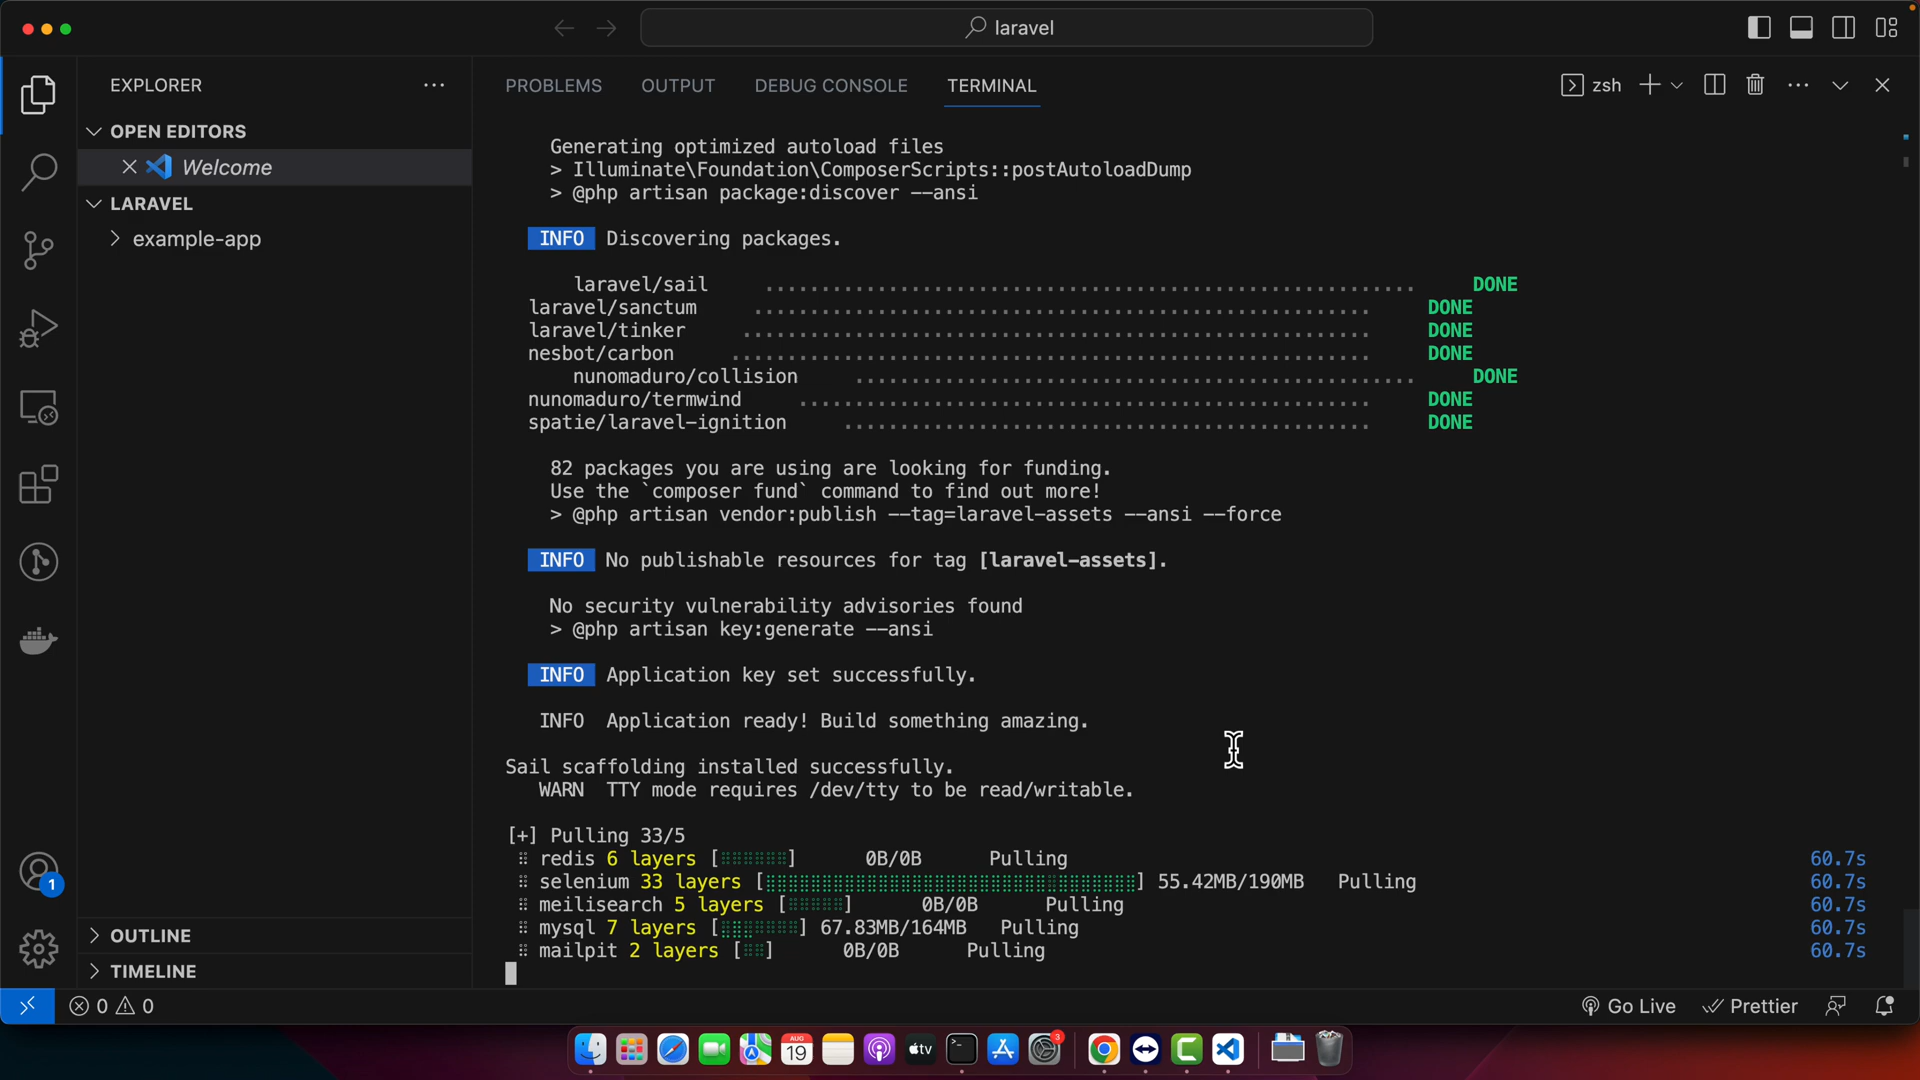 laravel
EXPLORER
OPEN EDITORS
Welcome
LARAVEL
example-app
OUTLINE
TIMELINE
PROBLEMS OUTPUT DEBUG CONSOLE TERMINAL
zsh
Generating optimized autoload files
> Illuminate\Foundation\ComposerScripts::postAutoloadDump
> @php artisan package:discover --ansi
INFO Discovering packages.
laravel/sail .......................................................... DONE
laravel/sanctum ....................................................... DONE
laravel/tinker ........................................................ DONE
nesbot/carbon ......................................................... DONE
nunomaduro/collision .................................................. DONE
nunomaduro/termwind ................................................... DONE
spatie/laravel-ignition ............................................... DONE
82 packages you are using are looking for funding.
Use the `composer fund` command to find out more!
> @php artisan vendor:publish --tag=laravel-assets --ansi --force
INFO No publishable resources for tag [laravel-assets].
No security vulnerability advisories found
> @php artisan key:generate --ansi
INFO Application key set successfully.
INFO Application ready! Build something amazing.
Sail scaffolding installed successfully.
WARN TTY mode requires /dev/tty to be read/writable.
[+] Pulling 33/5
redis 6 layers [⠿⠿⠿⠿⠿⠿] 0B/0B Pulling 60.7s
selenium 33 layers [⠿⠿⠿⠿⠿⠿⠿⠿⠿⠿⠿⠿⠿⠿⠿⠿⠿⠿⠿⠿⠿⠿⠿⠿⠿⠿⠿⠿⠿⠿⠿⠿⠿] 55.42MB/190MB Pulling 60.7s
meilisearch 5 layers [⠿⠿⠿⠿⠿] 0B/0B Pulling 60.7s
mysql 7 layers [⠿⠿⠿⠿⠿⠿⠿] 67.83MB/164MB Pulling 60.7s
mailpit 2 layers [⠿⠿] 0B/0B Pulling 60.7s
1
0 0
Go Live Prettier
AUG
19
tv
3